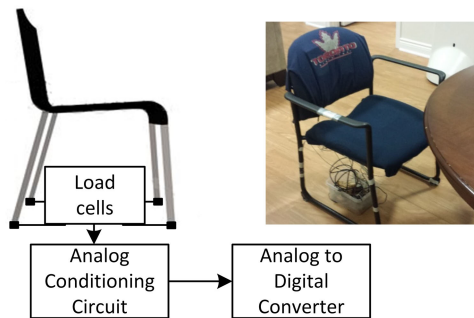 TORONTO
Load
cells
Analog
Conditioning
Circuit
Analog to
Digital
Converter